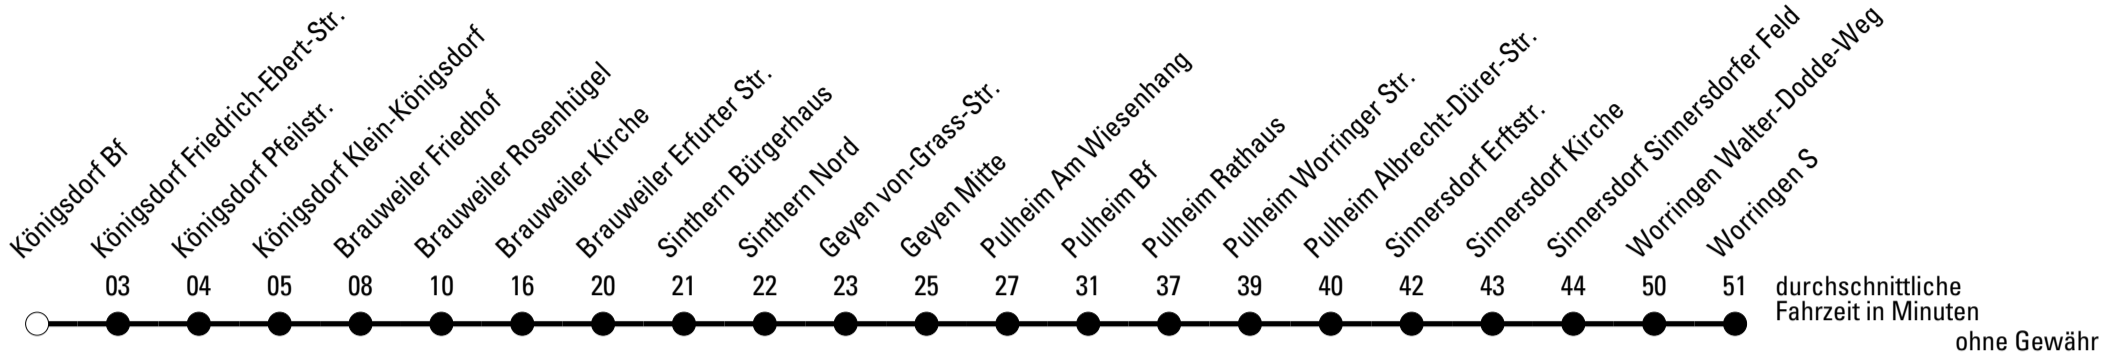 Königsdorf Bf
Königsdorf Friedrich-Ebert-Str.
Königsdorf Pfeilstr.
Königsdorf Klein-Königsdorf
Brauweiler Friedhof
Brauweiler Rosenhügel
Brauweiler Kirche
Brauweiler Erfurter Str.
Sinthern Bürgerhaus
Sinthern Nord
Geyen von-Grass-Str.
Geyen Mitte
Pulheim Am Wiesenhang
Pulheim Bf
Pulheim Rathaus
Pulheim Worringer Str.
Pulheim Albrecht-Dürer-Str.
Sinnersdorf Erftstr.
Sinnersdorf Kirche
Sinnersdorf Sinnersdorfer Feld
Worringen Walter-Dodde-Weg
Worringen S
03 04 05 08 10 16 20 21 22 23 25 27 31 37 39 40 42 43 44 50 51
durchschnittliche
Fahrzeit in Minuten
ohne Gewähr